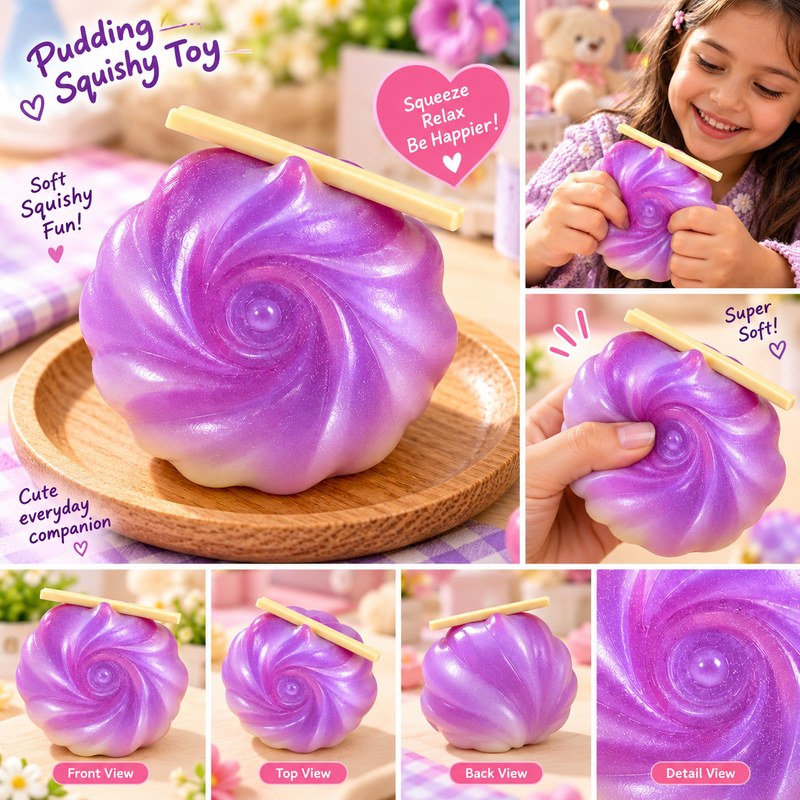 Pudding
Squishy Toy
Squeeze
Relax
Be Happier!
Soft
Squishy
Fun!
Super
Soft!
Cute
everyday
companion
Front View
Top View
Back View
Detail View